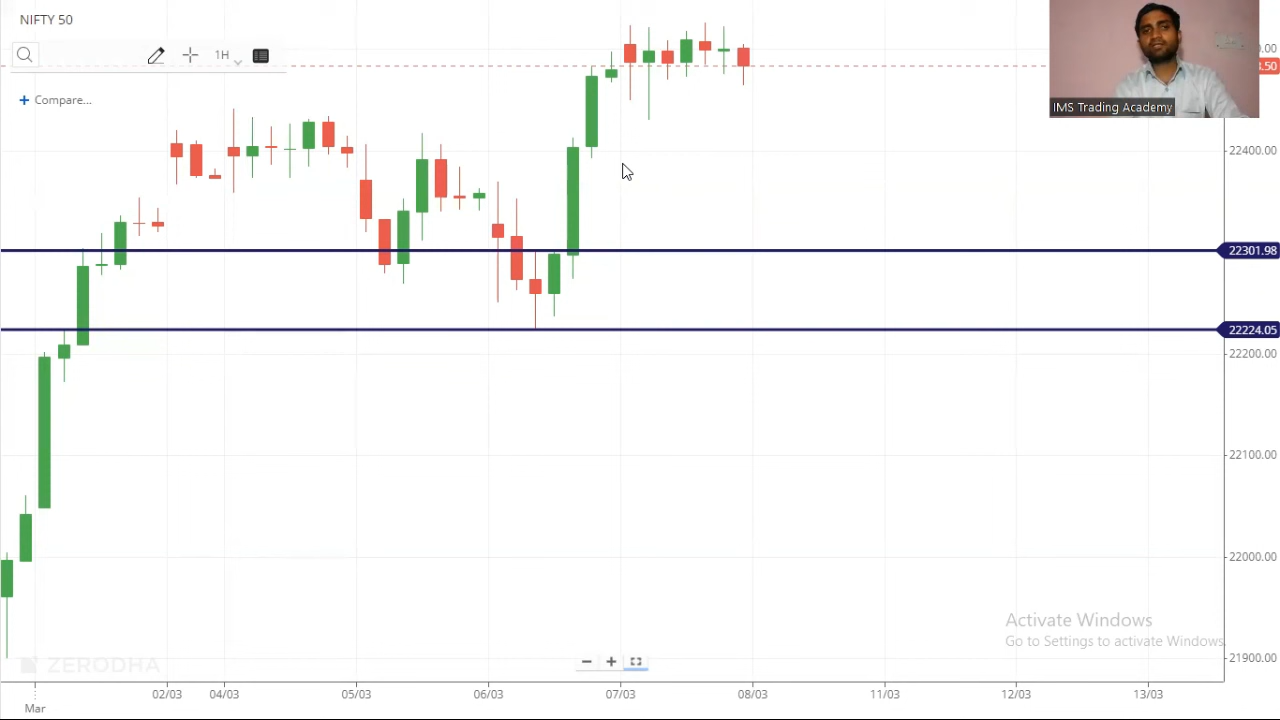 NIFTY 50
1H
+ Compare...
IMS Trading Academy
22400.00
22301.98
22224.05
22200.00
22100.00
22000.00
21900.00
Activate Windows
Go to Settings to activate Windows.
ZERODHA
02/03 04/03 05/03 06/03 07/03 08/03 11/03 12/03 13/03
Mar